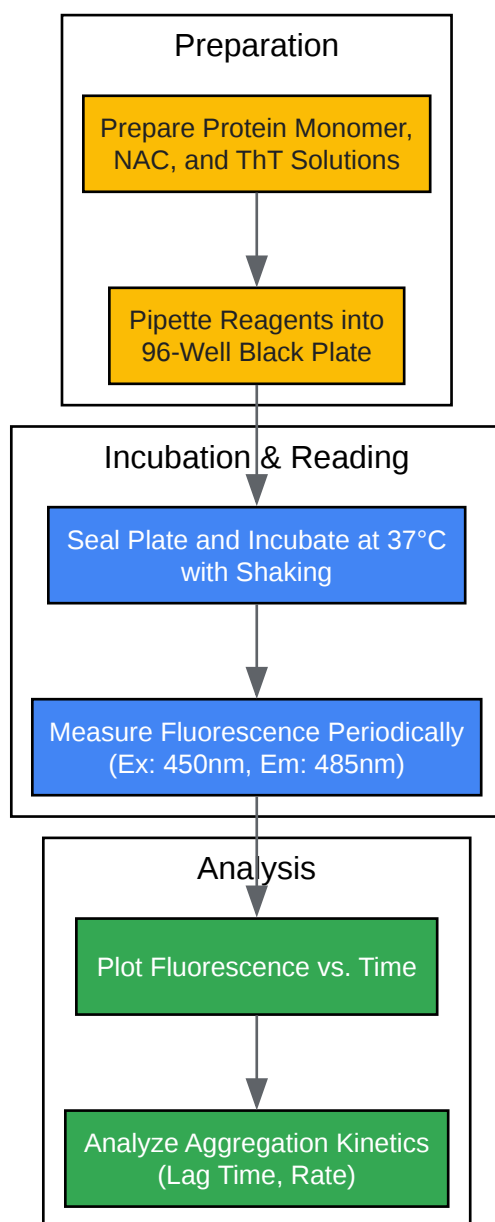 Preparation
Prepare Protein Monomer,
NAC, and ThT Solutions
Pipette Reagents into
96-Well Black Plate
Incubation & Reading
Seal Plate and Incubate at 37°C
with Shaking
Measure Fluorescence Periodically
(Ex: 450nm, Em: 485nm)
Analysis
Plot Fluorescence vs. Time
Analyze Aggregation Kinetics
(Lag Time, Rate)